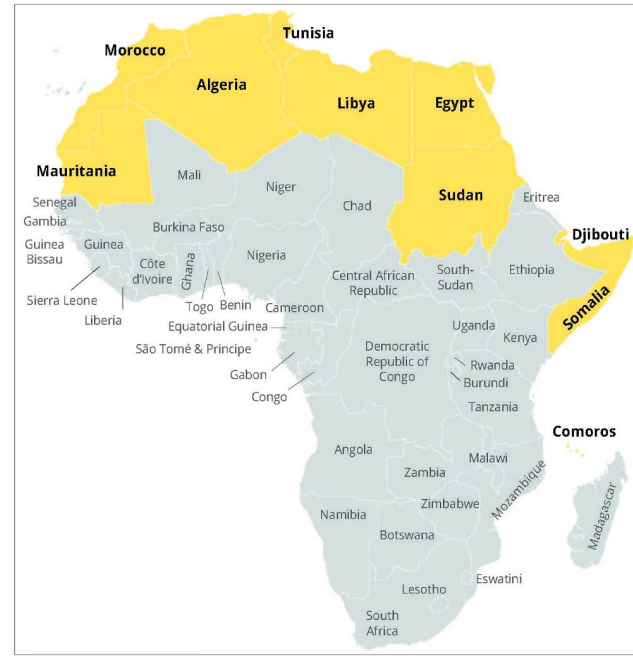 Tunisia
Morocco
Algeria
Libya
Egypt
Mauritania
Mali
Niger
Chad
Sudan
Eritrea
Senegal
Gambia
Guinea
Bissau
Guinea
Burkina Faso
Nigeria
Djibouti
Côte
d'Ivoire
Ghana
Ethiopia
Sierra Leone
Liberia
Togo
Benin
Cameroon
Central African
Republic
South-
Sudan
Somalia
Equatorial Guinea
São Tomé & Principe
Gabon
Congo
Democratic
Republic of
Congo
Uganda
Kenya
Rwanda
Burundi
Tanzania
Comoros
Angola
Zambia
Malawi
Mozambique
Madagascar
Namibia
Zimbabwe
Botswana
Eswatini
Lesotho
South
Africa